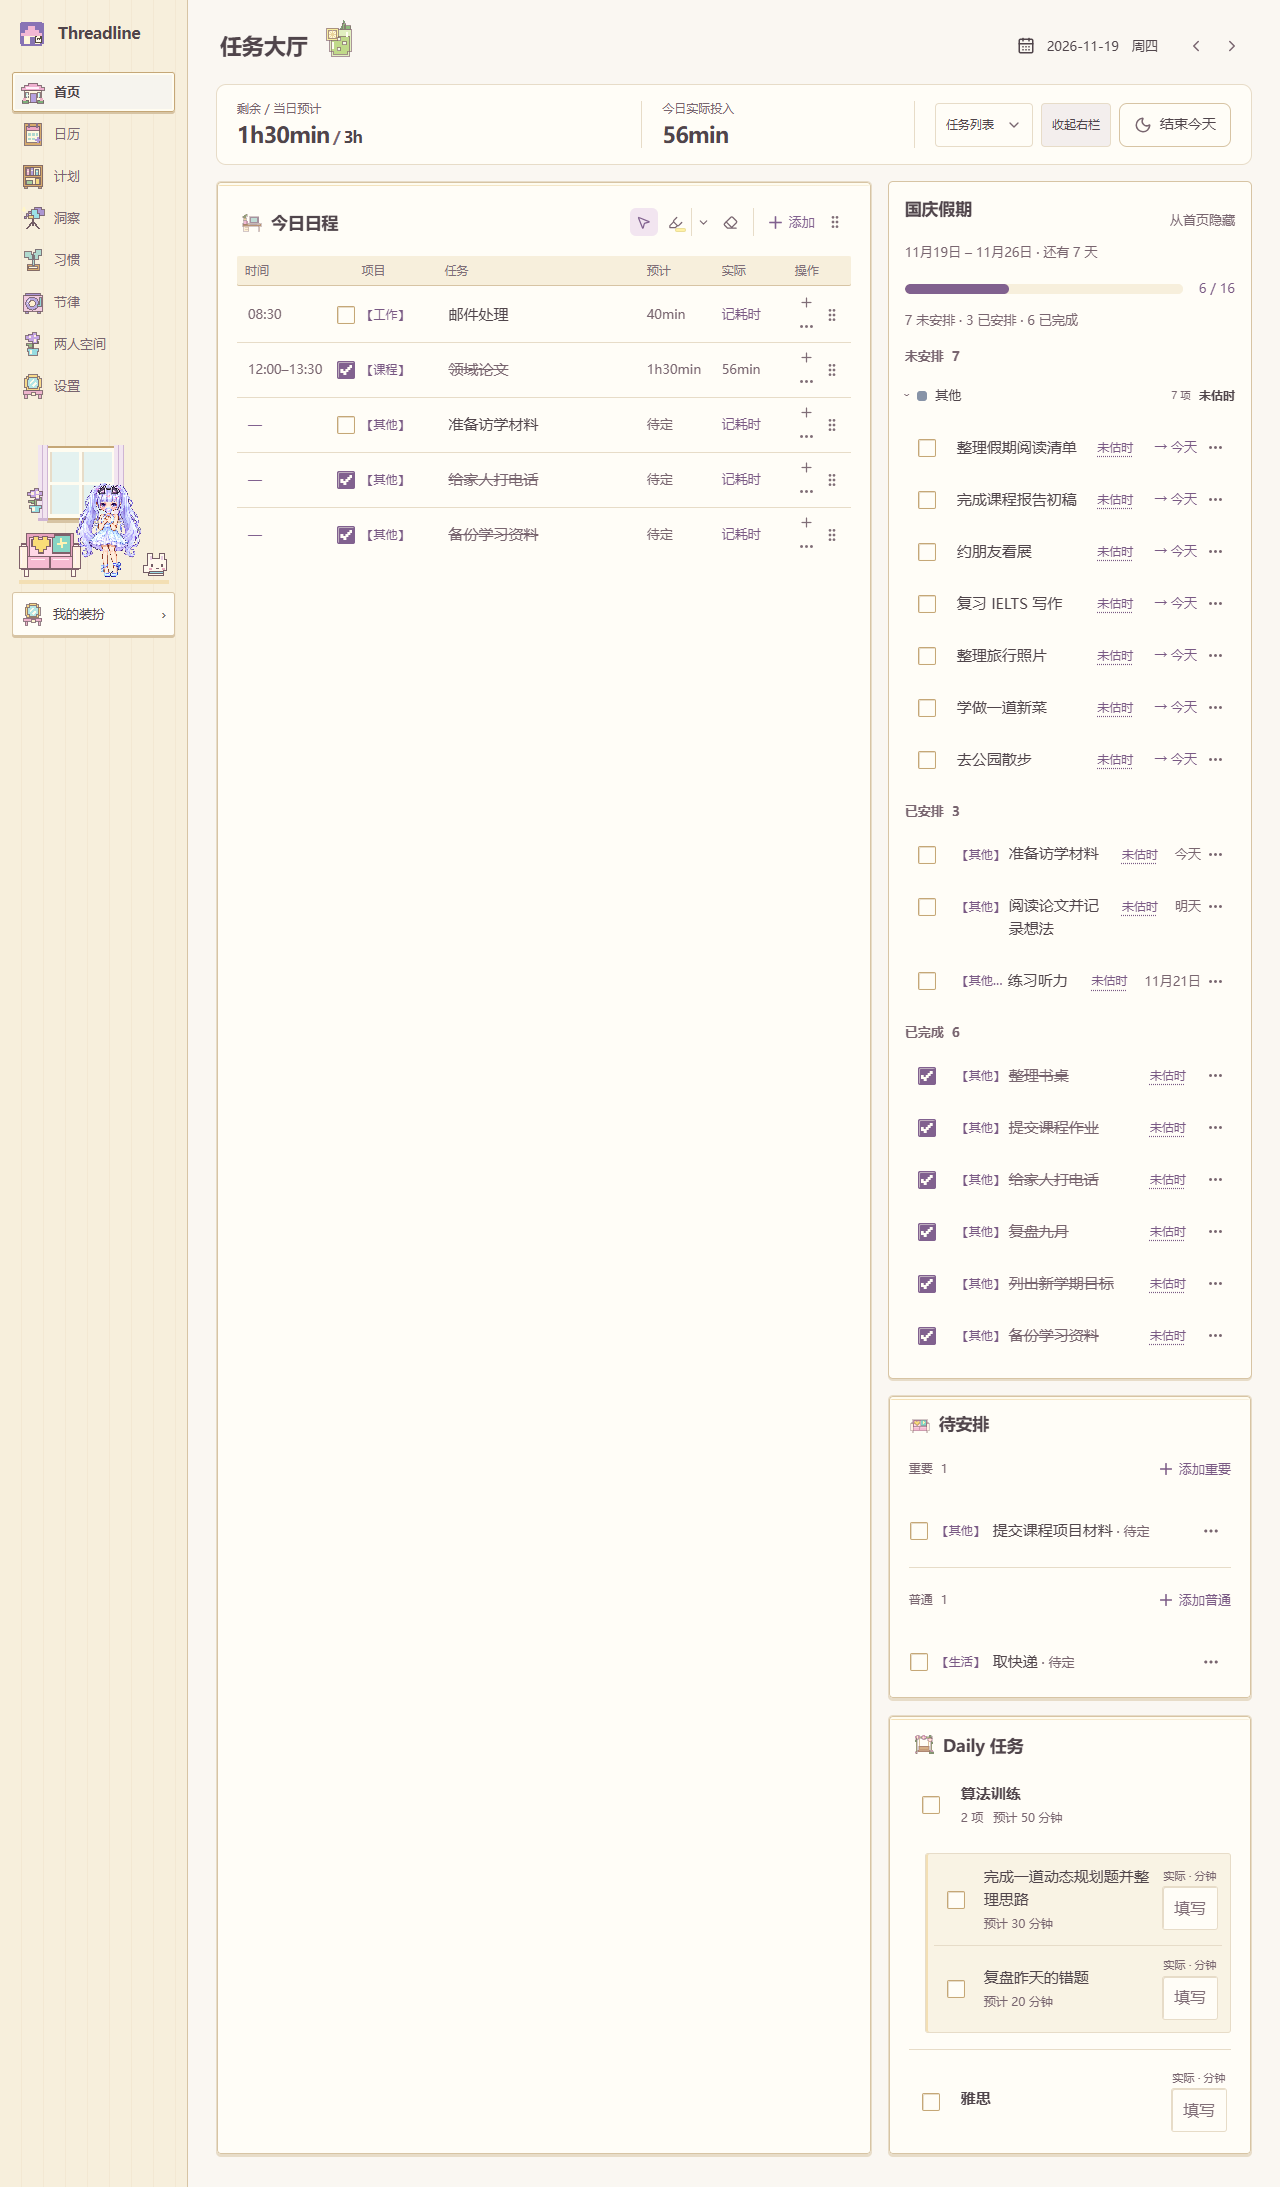 Threadline
首页
日历
计划
洞察
习惯
节律
两人空间
设置
我的装扮
任务大厅
2026-11-19 周四
剩余 / 当日预计
1h30min / 3h
今日实际投入
56min
任务列表
收起右栏
结束今天
今日日程
添加
时间 项目 任务 预计 实际 操作
08:30 【工作】 邮件处理 40min 记耗时
12:00–13:30 【课程】 领域论文 1h30min 56min
— 【其他】 准备访学材料 待定 记耗时
— 【其他】 给家人打电话 待定 记耗时
— 【其他】 备份学习资料 待定 记耗时
国庆假期
从首页隐藏
11月19日 – 11月26日 · 还有 7 天
6 / 16
7 未安排 · 3 已安排 · 6 已完成
未安排 7
其他 7 项 未估时
整理假期阅读清单 未估时 → 今天
完成课程报告初稿 未估时 → 今天
约朋友看展 未估时 → 今天
复习 IELTS 写作 未估时 → 今天
整理旅行照片 未估时 → 今天
学做一道新菜 未估时 → 今天
去公园散步 未估时 → 今天
已安排 3
【其他】 准备访学材料 未估时 今天
【其他】 阅读论文并记 未估时 明天
录想法
【其他... 练习听力 未估时 11月21日
已完成 6
【其他】 整理书桌 未估时
【其他】 提交课程作业 未估时
【其他】 给家人打电话 未估时
【其他】 复盘九月 未估时
【其他】 列出新学期目标 未估时
【其他】 备份学习资料 未估时
待安排
重要 1 添加重要
【其他】 提交课程项目材料 · 待定
普通 1 添加普通
【生活】 取快递 · 待定
Daily 任务
算法训练
2 项 预计 50 分钟
完成一道动态规划题并整
理思路
预计 30 分钟
实际 · 分钟
填写
复盘昨天的错题
预计 20 分钟
实际 · 分钟
填写
雅思
实际 · 分钟
填写